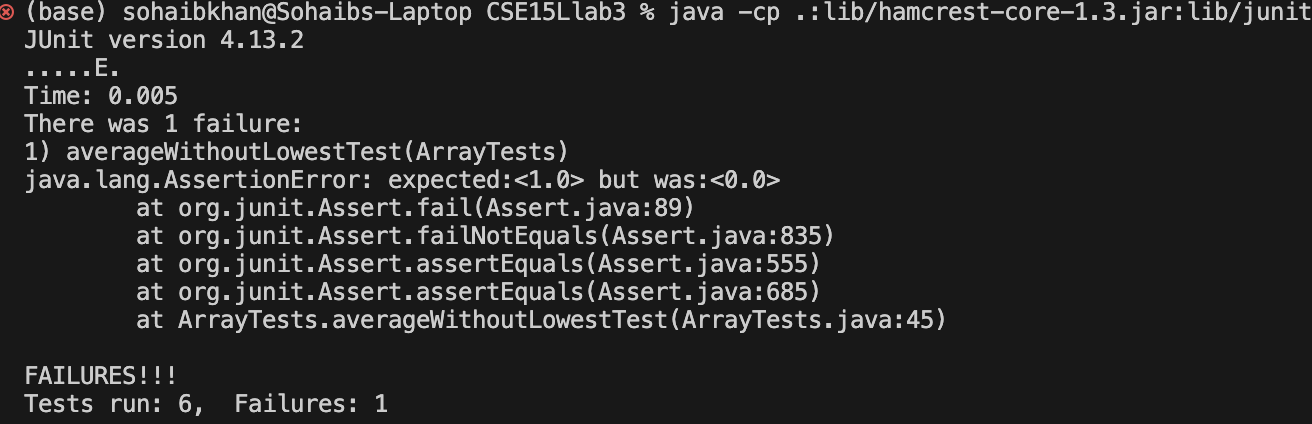 (base) sohaibkhan@Sohaibs-Laptop CSE15Llab3 % java -cp .:lib/hamcrest-core-1.3.jar:lib/junit
JUnit version 4.13.2
.....E.
Time: 0.005
There was 1 failure:
1) averageWithoutLowestTest(ArrayTests)
java.lang.AssertionError: expected:<1.0> but was:<0.0>
        at org.junit.Assert.fail(Assert.java:89)
        at org.junit.Assert.failNotEquals(Assert.java:835)
        at org.junit.Assert.assertEquals(Assert.java:555)
        at org.junit.Assert.assertEquals(Assert.java:685)
        at ArrayTests.averageWithoutLowestTest(ArrayTests.java:45)
FAILURES!!!
Tests run: 6,  Failures: 1